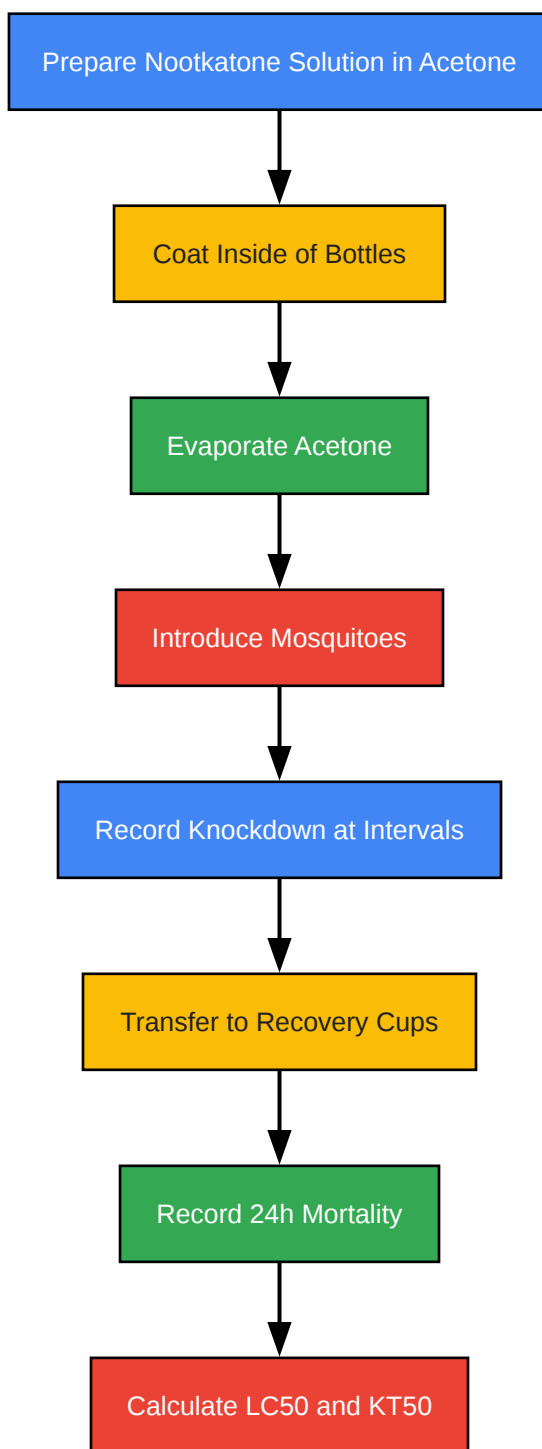 Prepare Nootkatone Solution in Acetone
Coat Inside of Bottles
Evaporate Acetone
Introduce Mosquitoes
Record Knockdown at Intervals
Transfer to Recovery Cups
Record 24h Mortality
Calculate LC50 and KT50